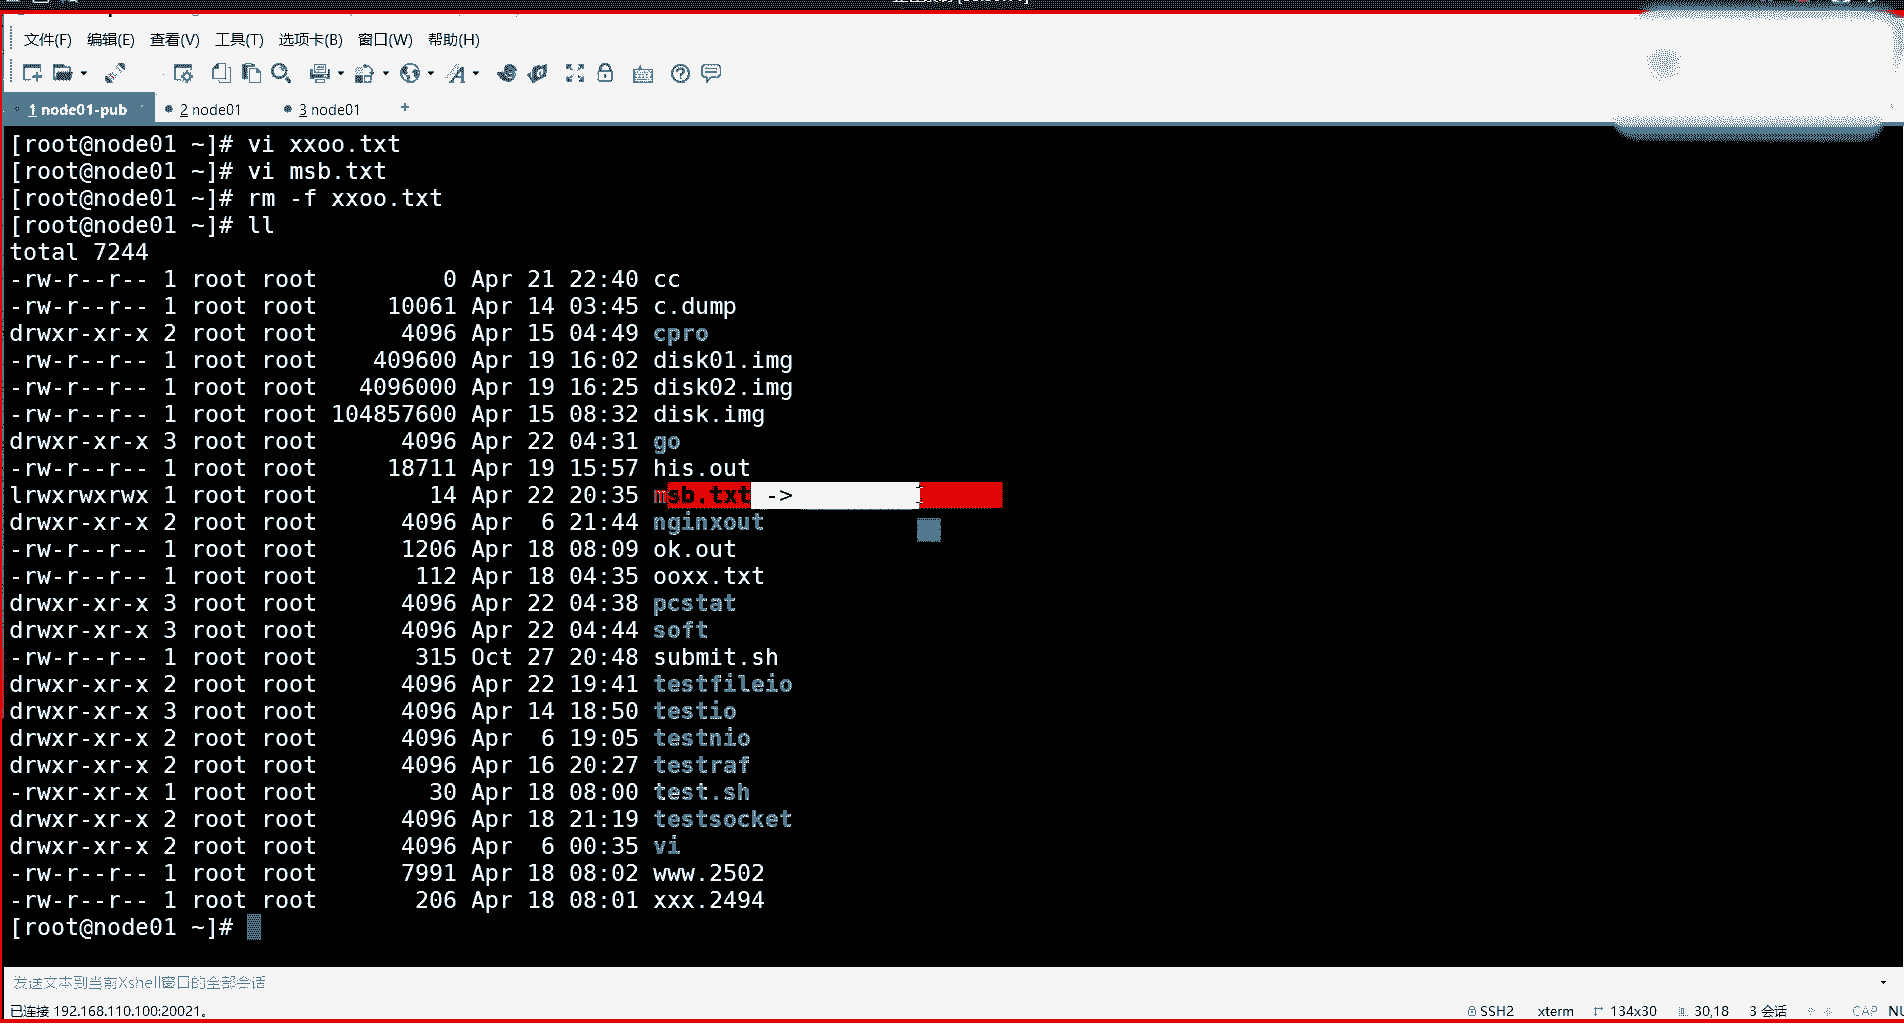 文件(F) 编辑(E) 查看(V) 工具(T) 选项卡(B) 窗口(W) 帮助(H)
1 node01-pub 2 node01 3 node01 +
[root@node01 ~]# vi xxoo.txt
[root@node01 ~]# vi msb.txt
[root@node01 ~]# rm -f xxoo.txt
[root@node01 ~]# ll
total 7244
-rw-r--r-- 1 root root 0 Apr 21 22:40 cc
-rw-r--r-- 1 root root 10061 Apr 14 03:45 c.dump
drwxr-xr-x 2 root root 4096 Apr 15 04:49 cpro
-rw-r--r-- 1 root root 409600 Apr 19 16:02 disk01.img
-rw-r--r-- 1 root root 4096000 Apr 19 16:25 disk02.img
-rw-r--r-- 1 root root 104857600 Apr 15 08:32 disk.img
drwxr-xr-x 3 root root 4096 Apr 22 04:31 go
-rw-r--r-- 1 root root 18711 Apr 19 15:57 his.out
lrwxrwxrwx 1 root root 14 Apr 22 20:35 msb.txt ->
drwxr-xr-x 2 root root 4096 Apr 6 21:44 nginxout
-rw-r--r-- 1 root root 1206 Apr 18 08:09 ok.out
-rw-r--r-- 1 root root 112 Apr 18 04:35 ooxx.txt
drwxr-xr-x 3 root root 4096 Apr 22 04:38 pcstat
drwxr-xr-x 3 root root 4096 Apr 22 04:44 soft
-rw-r--r-- 1 root root 315 Oct 27 20:48 submit.sh
drwxr-xr-x 2 root root 4096 Apr 22 19:41 testfileio
drwxr-xr-x 3 root root 4096 Apr 14 18:50 testio
drwxr-xr-x 2 root root 4096 Apr 6 19:05 testnio
drwxr-xr-x 2 root root 4096 Apr 16 20:27 testraf
-rwxr-xr-x 1 root root 30 Apr 18 08:00 test.sh
drwxr-xr-x 2 root root 4096 Apr 18 21:19 testsocket
drwxr-xr-x 2 root root 4096 Apr 6 00:35 vi
-rw-r--r-- 1 root root 7991 Apr 18 08:02 www.2502
-rw-r--r-- 1 root root 206 Apr 18 08:01 xxx.2494
[root@node01 ~]#
发送文本到当前Xshell窗口的全部会话
已连接 192.168.110.100:20021。 SSH2 xterm 134x30 30,18 3 会话 CAP